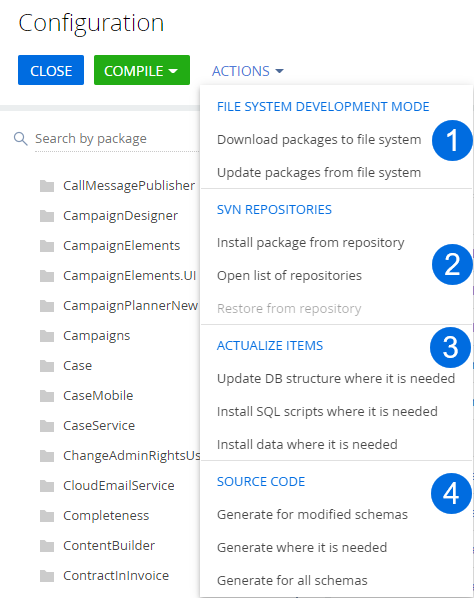 Configuration
CLOSE
COMPILE
ACTIONS
Search by package
CallMessagePublisher
CampaignDesigner
CampaignElements
CampaignElements.UI
CampaignPlannerNew
Campaigns
Case
CaseMobile
CaseService
ChangeAdminRightsUs
CloudEmailService
Completeness
ContentBuilder
ContractInInvoice
FILE SYSTEM DEVELOPMENT MODE
Download packages to file system
Update packages from file system
1
SVN REPOSITORIES
Install package from repository
Open list of repositories
Restore from repository
2
ACTUALIZE ITEMS
Update DB structure where it is needed
Install SQL scripts where it is needed
Install data where it is needed
3
SOURCE CODE
Generate for modified schemas
Generate where it is needed
Generate for all schemas
4